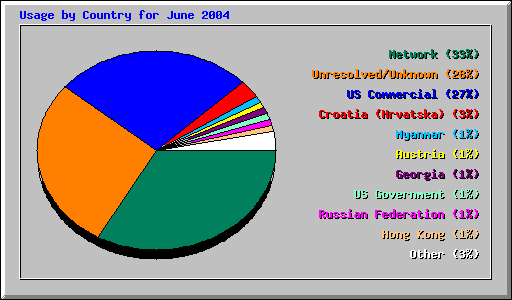 Usage by Country for June 2004
Network (33%)
Unresolved/Unknown (28%)
US Commercial (27%)
Croatia (Hrvatska) (3%)
Myanmar (1%)
Austria (1%)
Georgia (1%)
US Government (1%)
Russian Federation (1%)
Hong Kong (1%)
Other (3%)